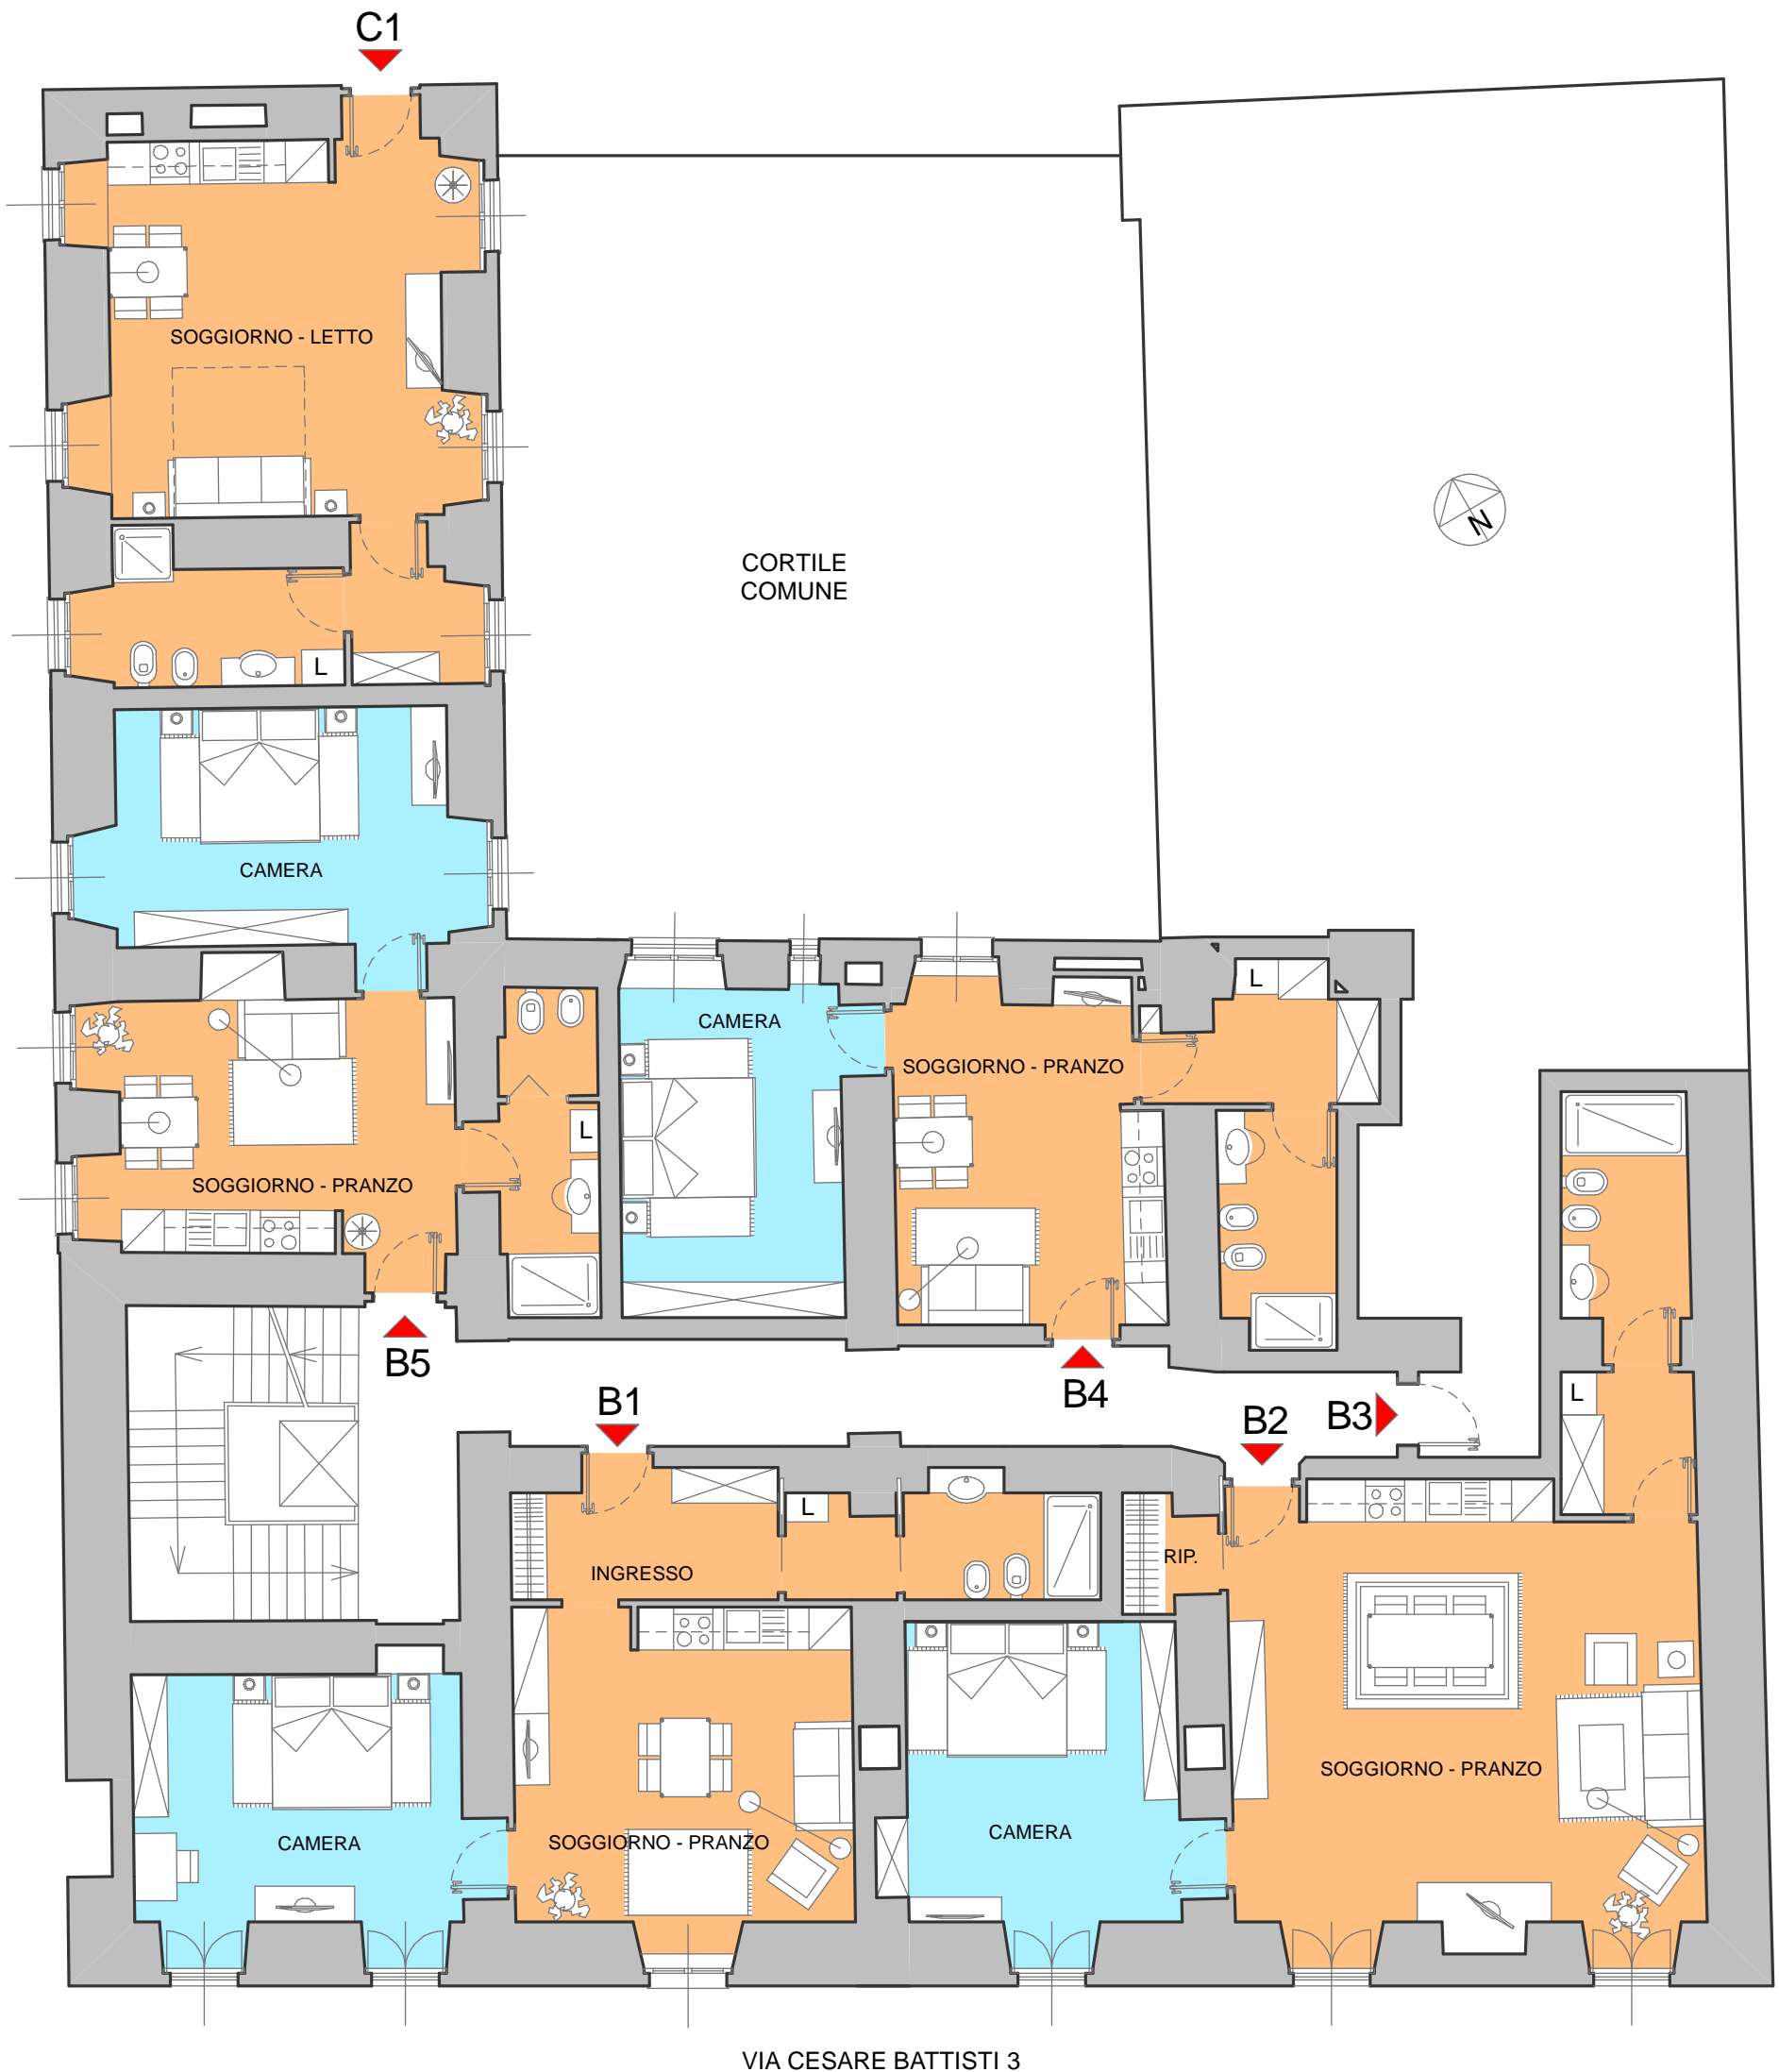 C1
SOGGIORNO - LETTO
N
CORTILE
COMUNE
L
CAMERA
L
CAMERA
SOGGIORNO - PRANZO
L
SOGGIORNO - PRANZO
B5
B4
B1
B3
B2
L
L
INGRESSO
RIP.
SOGGIORNO - PRANZO
CAMERA
SOGGIORNO - PRANZO
CAMERA
VIA CESARE BATTISTI 3